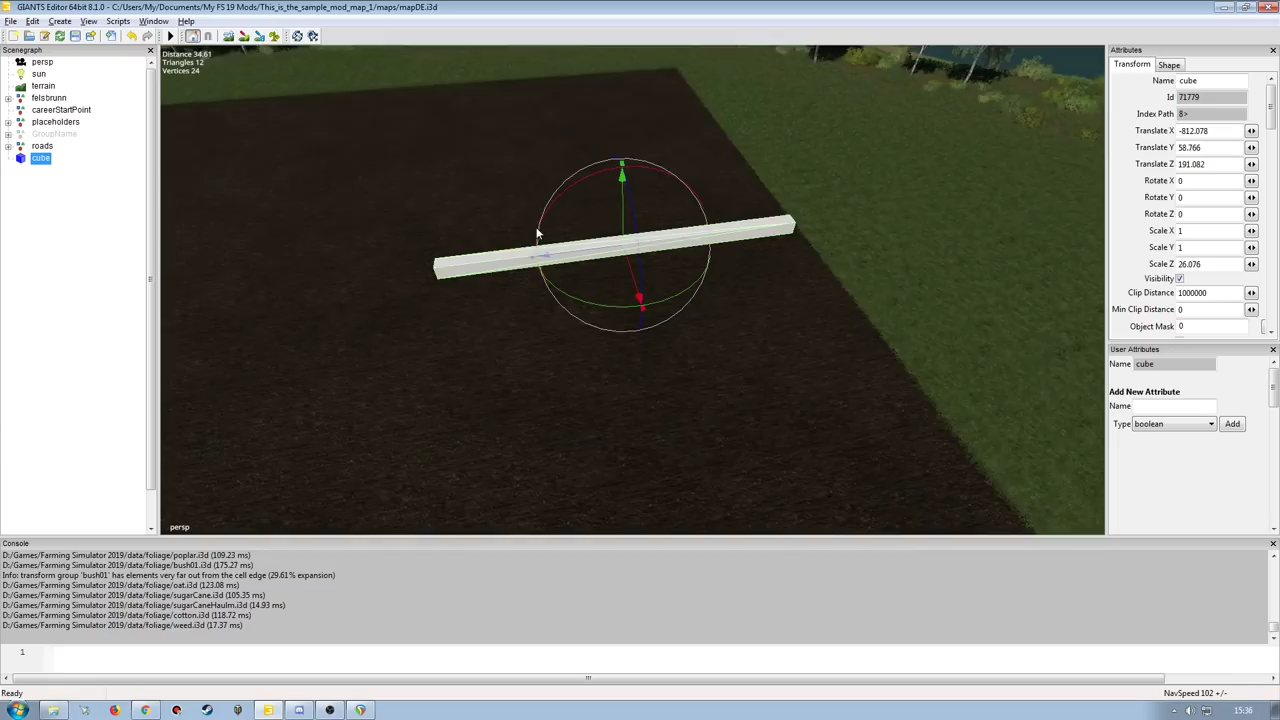 GIANTS Editor 64bit 8.1.0 - C:/Users/My/Documents/My FS 19 Mods/This_is_the_sample_mod_map_1/maps/mapDE.i3d
File Edit Create View Scripts Window Help
Scenegraph
persp
sun
terrain
felsbrunn
careerStartPoint
placeholders
GroupName
roads
cube
Distance 34.61
Triangles 12
Vertices 24
persp
Attributes
Transform Shape
Name cube
Id 71779
Index Path 8>
Translate X -812.078
Translate Y 58.766
Translate Z 191.082
Rotate X 0
Rotate Y 0
Rotate Z 0
Scale X 1
Scale Y 1
Scale Z 26.076
Visibility
Clip Distance 1000000
Min Clip Distance 0
Object Mask 0
User Attributes
Name cube
Add New Attribute
Name
Type boolean Add
Console
D:/Games/Farming Simulator 2019/data/foliage/poplar.i3d (109.23 ms)
D:/Games/Farming Simulator 2019/data/foliage/bush01.i3d (175.27 ms)
Info: transform group 'bush01' has elements very far out from the cell edge (29.61% expansion)
D:/Games/Farming Simulator 2019/data/foliage/oat.i3d (123.08 ms)
D:/Games/Farming Simulator 2019/data/foliage/sugarCane.i3d (105.35 ms)
D:/Games/Farming Simulator 2019/data/foliage/sugarCaneHaulm.i3d (14.93 ms)
D:/Games/Farming Simulator 2019/data/foliage/cotton.i3d (118.72 ms)
D:/Games/Farming Simulator 2019/data/foliage/weed.i3d (17.37 ms)
1
Ready
NavSpeed 102 +/-
15:36